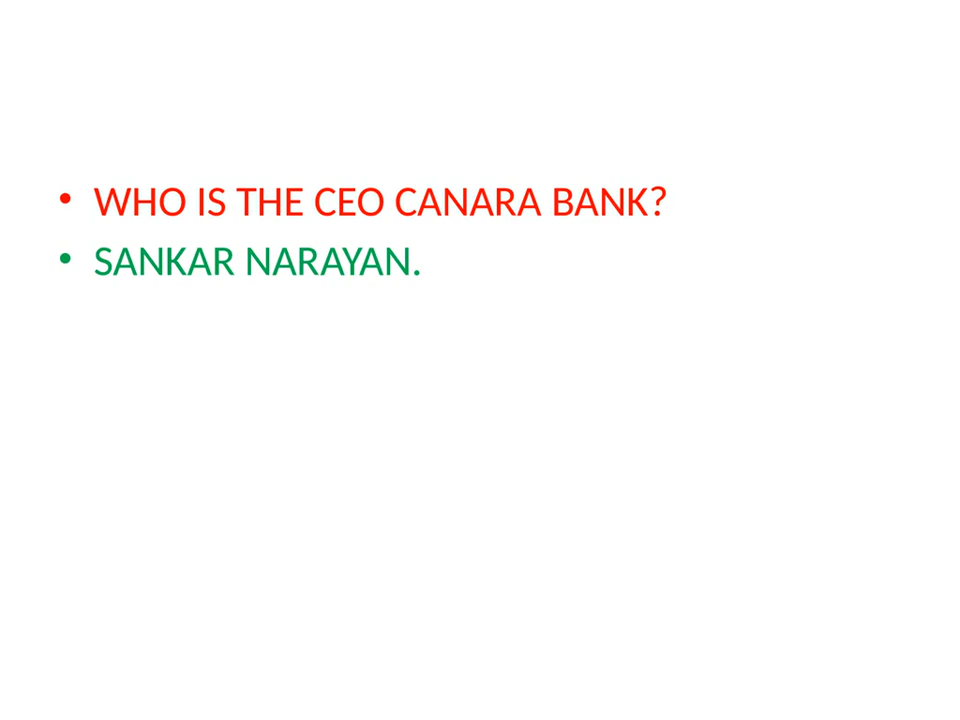 • WHO IS THE CEO CANARA BANK?
• SANKAR NARAYAN.